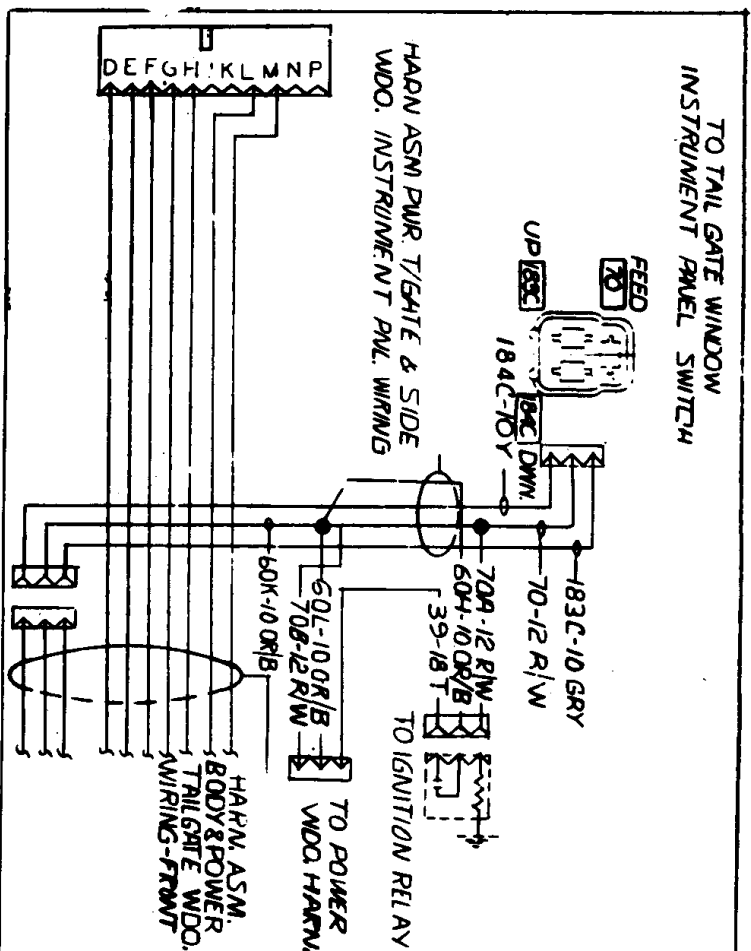 TO TAIL GATE WINDOW
INSTRUMENT PANEL SWITCH
FEED
70
UP 183C
184C DWN
184C-10Y
HARN ASM PWR. T/GATE & SIDE
WDO. INSTRUMENT PNL. WIRING
D E F G H J K L M N P
183C-10 GRY
70-12 R/W
70A-12 R/W
60H-10 OR/B
39-18 T
TO IGNITION RELAY
60L-10 OR/B
70B-12 R/W
60K-10 OR/B
TO POWER
WDO. HARN.
HARN. ASM.
BODY & POWER
TAILGATE WDO.
WIRING-FRONT